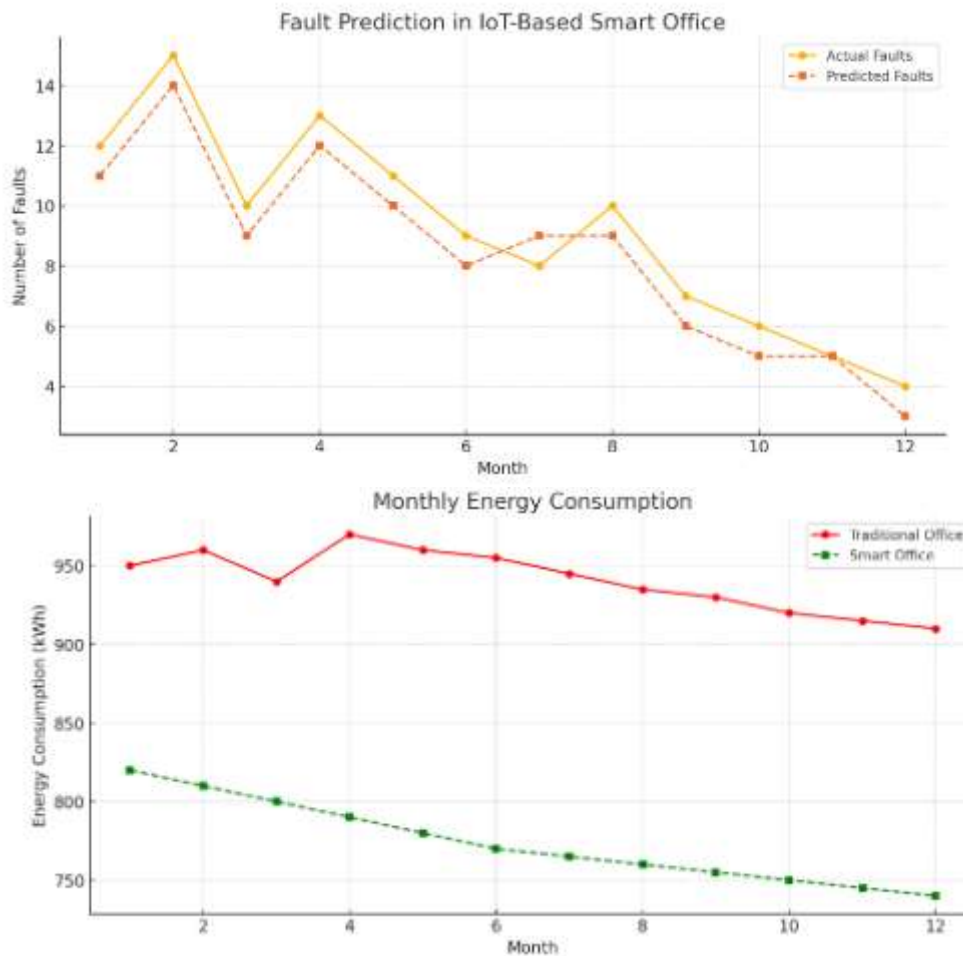 Fault Prediction in IoT-Based Smart Office
Actual Faults
Predicted Faults
14
12
10
8
6
4
Number of Faults
2 4 6 8 10 12
Month
Monthly Energy Consumption
Traditional Office
Smart Office
950
900
850
800
750
Energy Consumption (kWh)
2 4 6 8 10 12
Month